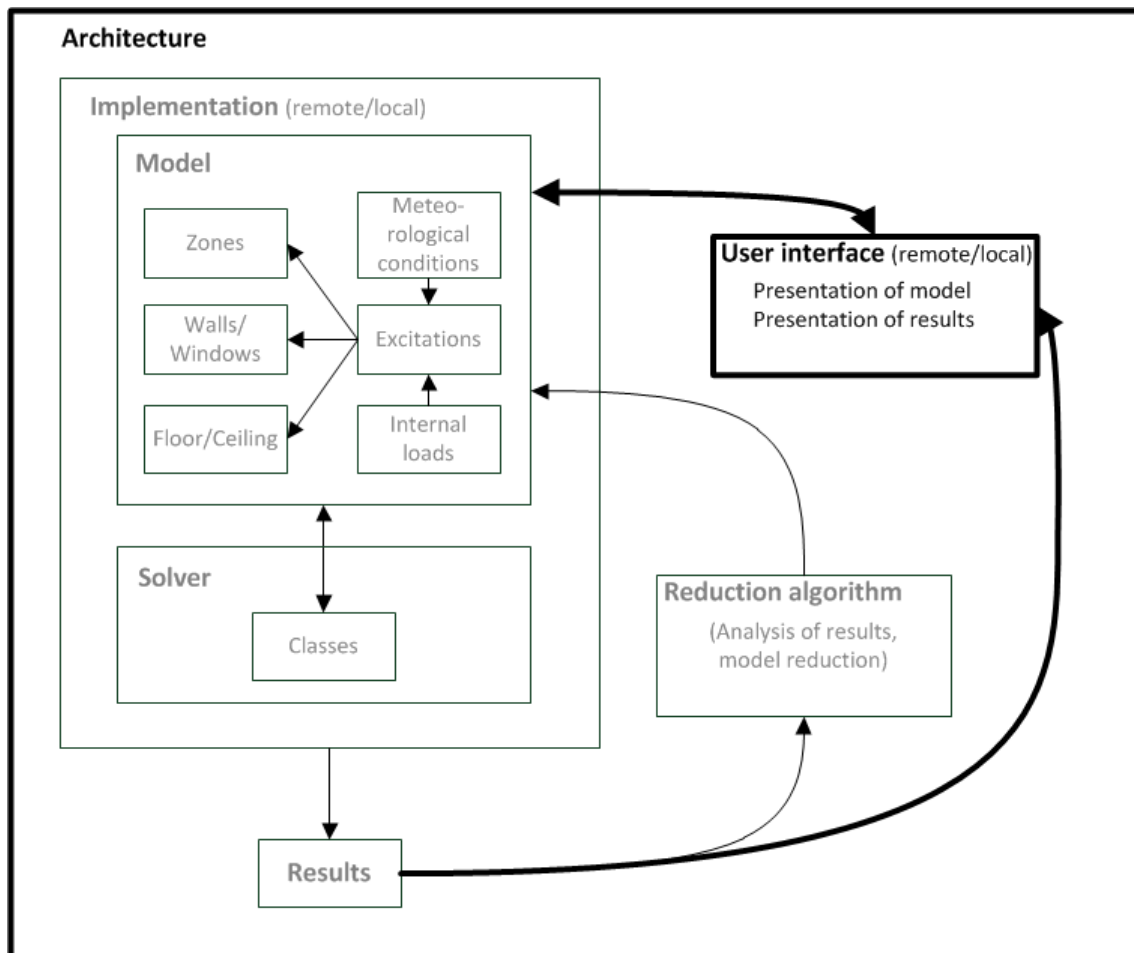 Architecture
Implementation (remote/local)
Model
Zones
Walls/
Windows
Floor/Ceiling
Meteo-
rological
conditions
Excitations
Internal
loads
User interface (remote/local)
Presentation of model
Presentation of results
Solver
Classes
Reduction algorithm
(Analysis of results,
model reduction)
Results